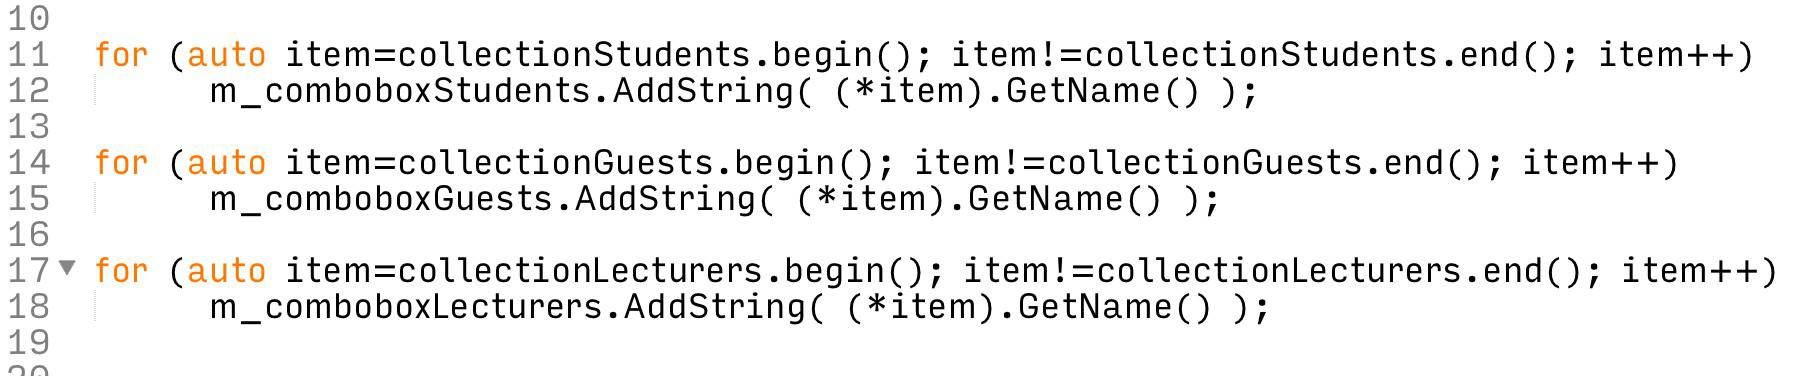 10
11 for (auto item=collectionStudents.begin(); item!=collectionStudents.end(); item++)
12 m_comboboxStudents.AddString( (*item).GetName() );
13
14 for (auto item=collectionGuests.begin(); item!=collectionGuests.end(); item++)
15 m_comboboxGuests.AddString( (*item).GetName() );
16
17 for (auto item=collectionLecturers.begin(); item!=collectionLecturers.end(); item++)
18 m_comboboxLecturers.AddString( (*item).GetName() );
19
20